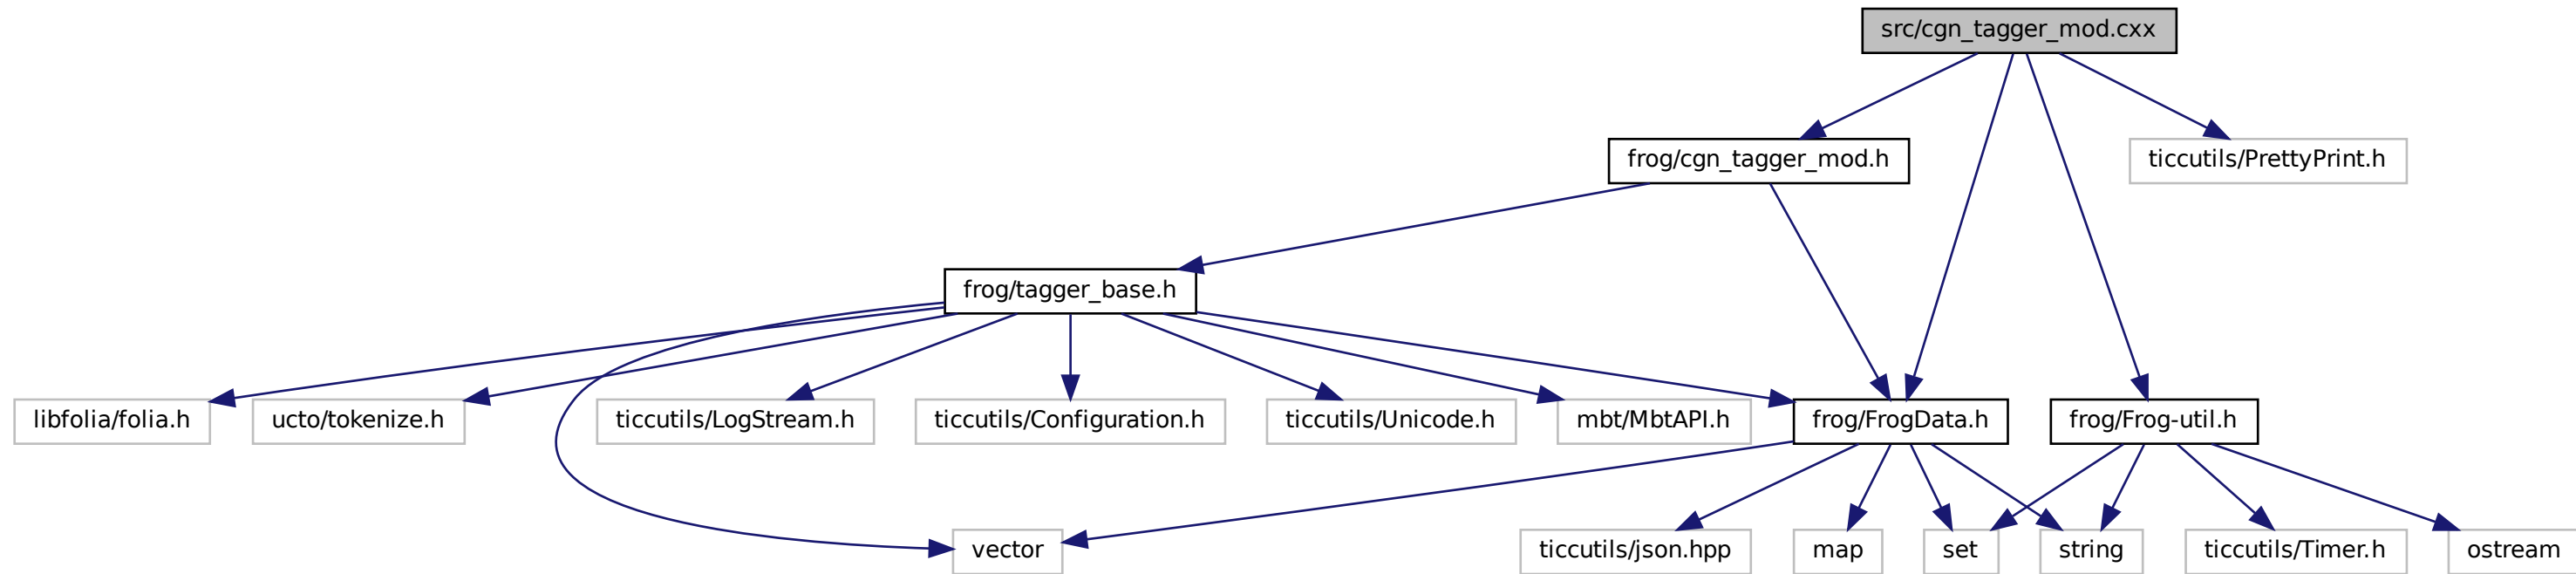 src/cgn_tagger_mod.cxx
frog/cgn_tagger_mod.h
ticcutils/PrettyPrint.h
frog/tagger_base.h
libfolia/folia.h
ucto/tokenize.h
ticcutils/LogStream.h
ticcutils/Configuration.h
ticcutils/Unicode.h
mbt/MbtAPI.h
frog/FrogData.h
frog/Frog-util.h
vector
ticcutils/json.hpp
map
set
string
ticcutils/Timer.h
ostream